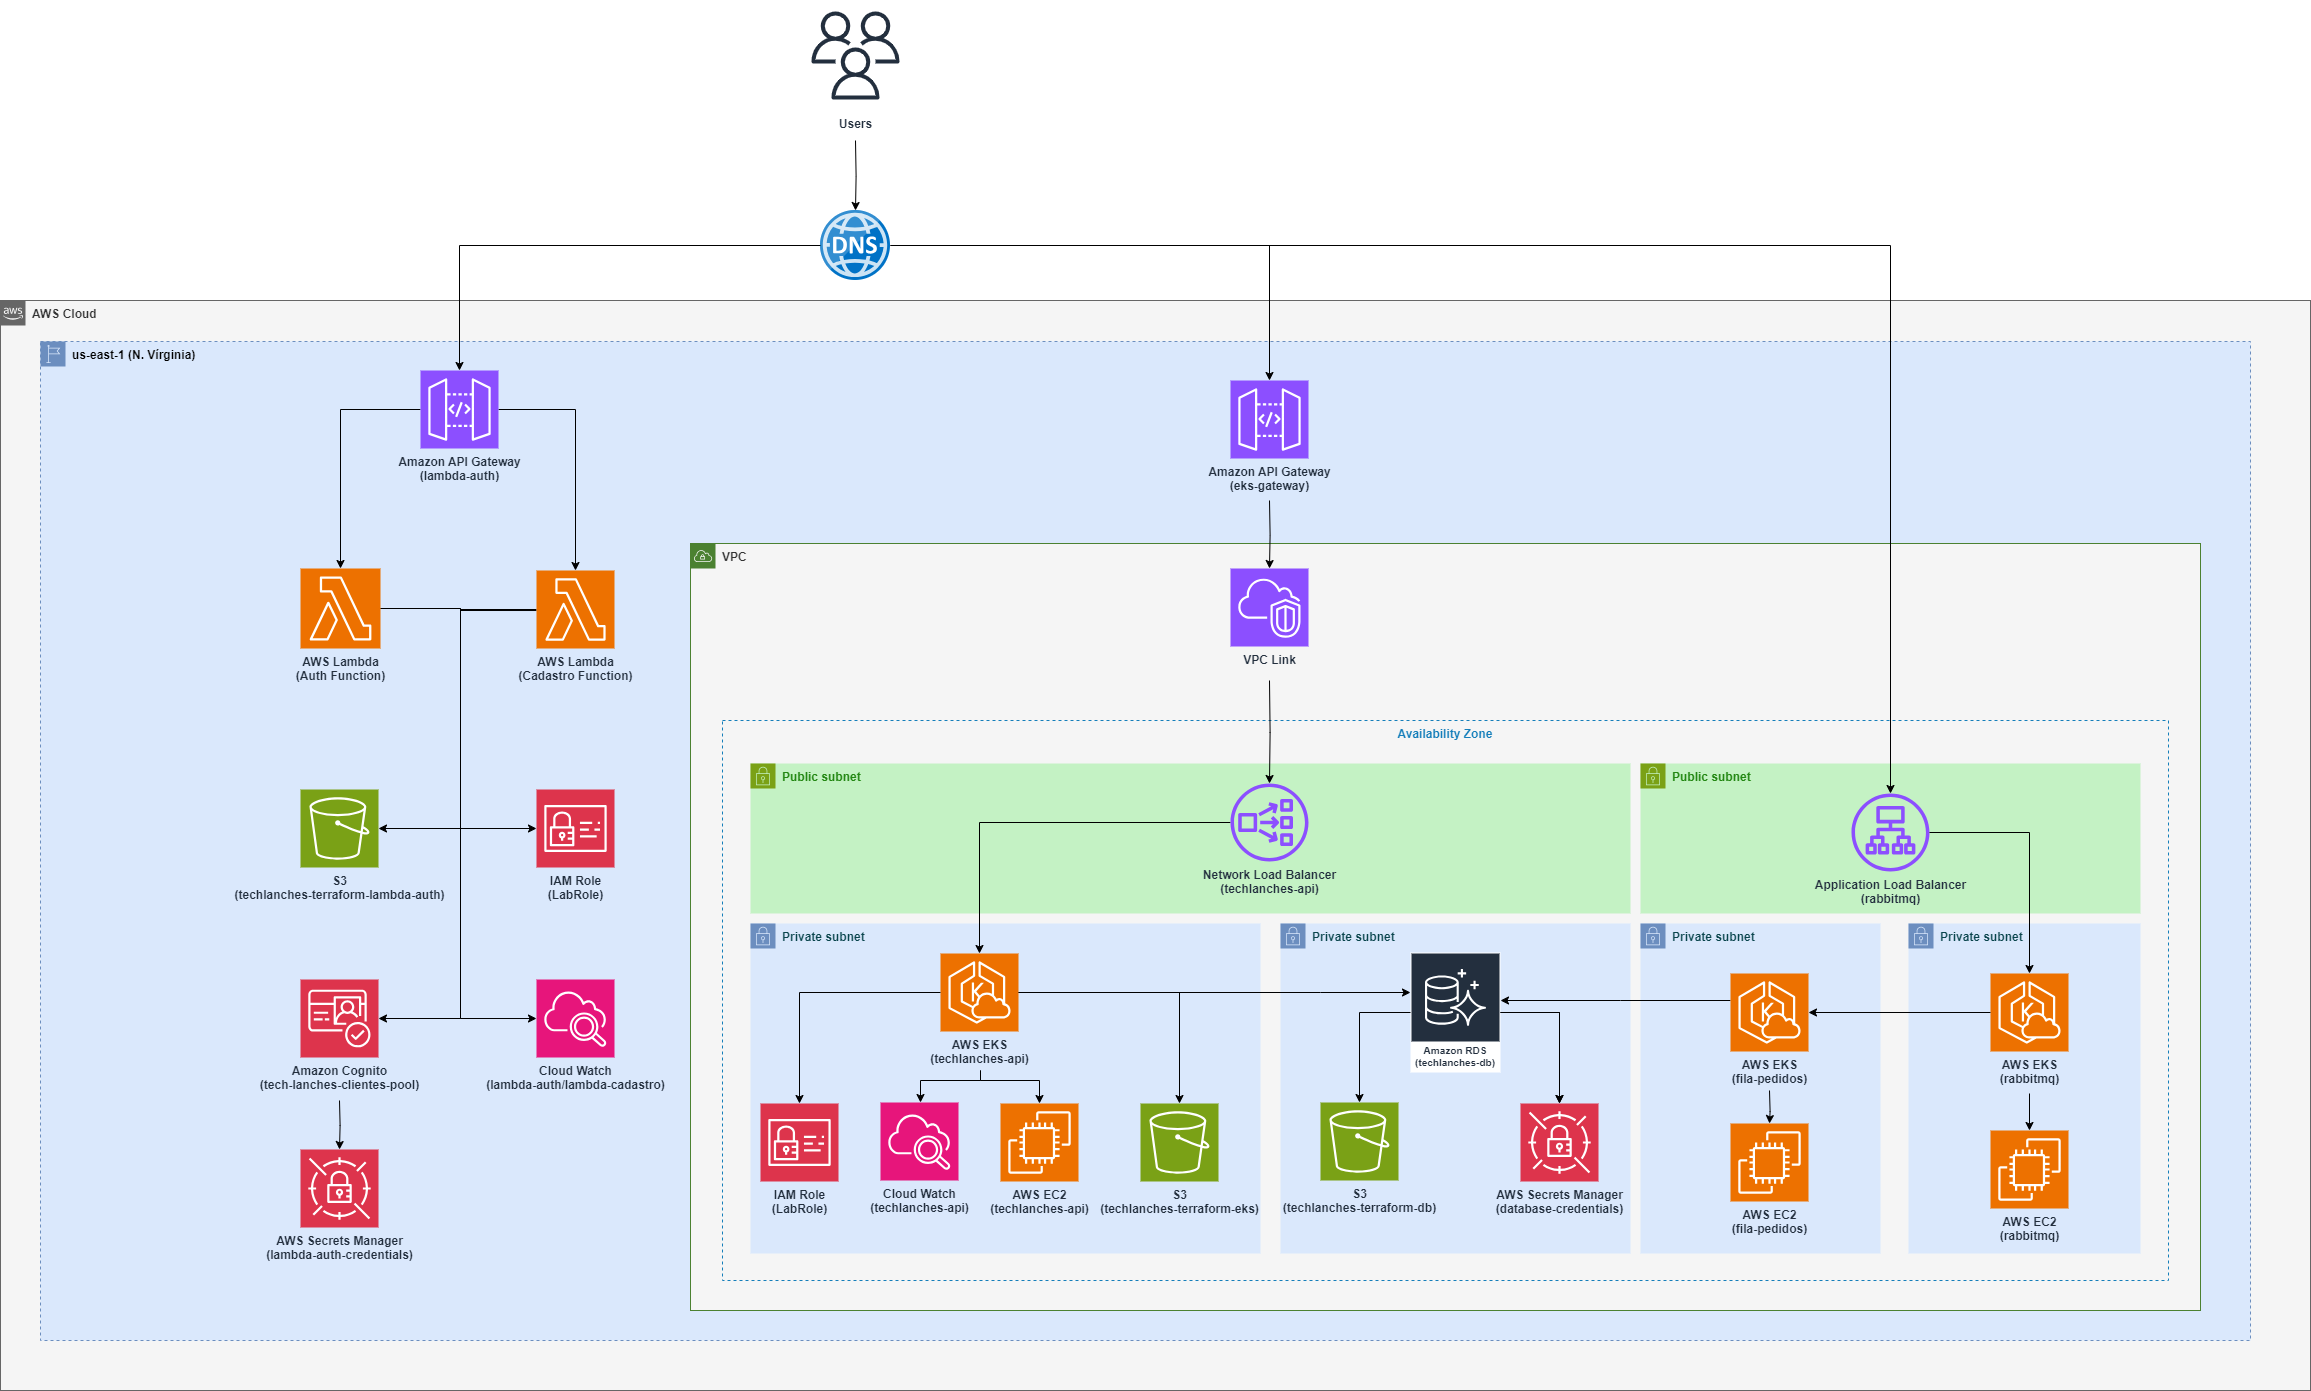 Users
DNS
aws
AWS Cloud
us-east-1 (N. Vírginia)
Amazon API Gateway
(lambda-auth)
Amazon API Gateway
(eks-gateway)
VPC
AWS Lambda
(Auth Function)
AWS Lambda
(Cadastro Function)
VPC Link
Availability Zone
Public subnet
Public subnet
S3
(techlanches-terraform-lambda-auth)
IAM Role
(LabRole)
Network Load Balancer
(techlanches-api)
Application Load Balancer
(rabbitmq)
Private subnet
Private subnet
Private subnet
Private subnet
Amazon Cognito
(tech-lanches-clientes-pool)
Cloud Watch
(lambda-auth/lambda-cadastro)
AWS EKS
(techlanches-api)
Amazon RDS
(techlanches-db)
AWS EKS
(fila-pedidos)
AWS EKS
(rabbitmq)
IAM Role
(LabRole)
Cloud Watch
(techlanches-api)
AWS EC2
(techlanches-api)
S3
(techlanches-terraform-eks)
S3
(techlanches-terraform-db)
AWS Secrets Manager
(database-credentials)
AWS EC2
(fila-pedidos)
AWS EC2
(rabbitmq)
AWS Secrets Manager
(lambda-auth-credentials)